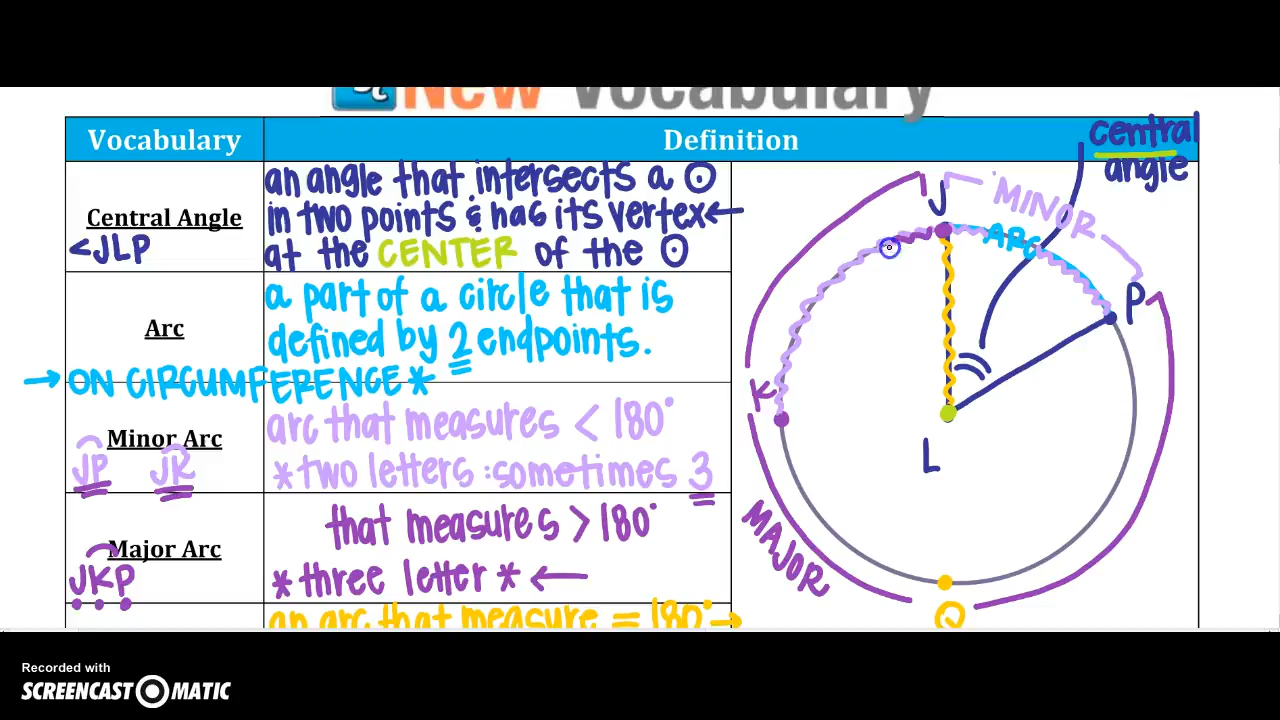 New Vocabulary
Vocabulary
Definition
central
angle
Central Angle
<JLP
an angle that intersects a ⊙
in two points & has its vertex←
at the CENTER of the ⊙
Arc
a part of a circle that is
defined by 2 endpoints.
→ ON CIRCUMFERENCE *
Minor Arc
JP JK
arc that measures < 180°
*two letters: sometimes 3
Major Arc
JKP
that measures > 180°
* three letter * ←
an arc that measure = 180° →
J
MINOR
ARC
P
K
L
MAJOR
Q
Recorded with
SCREENCAST MATIC